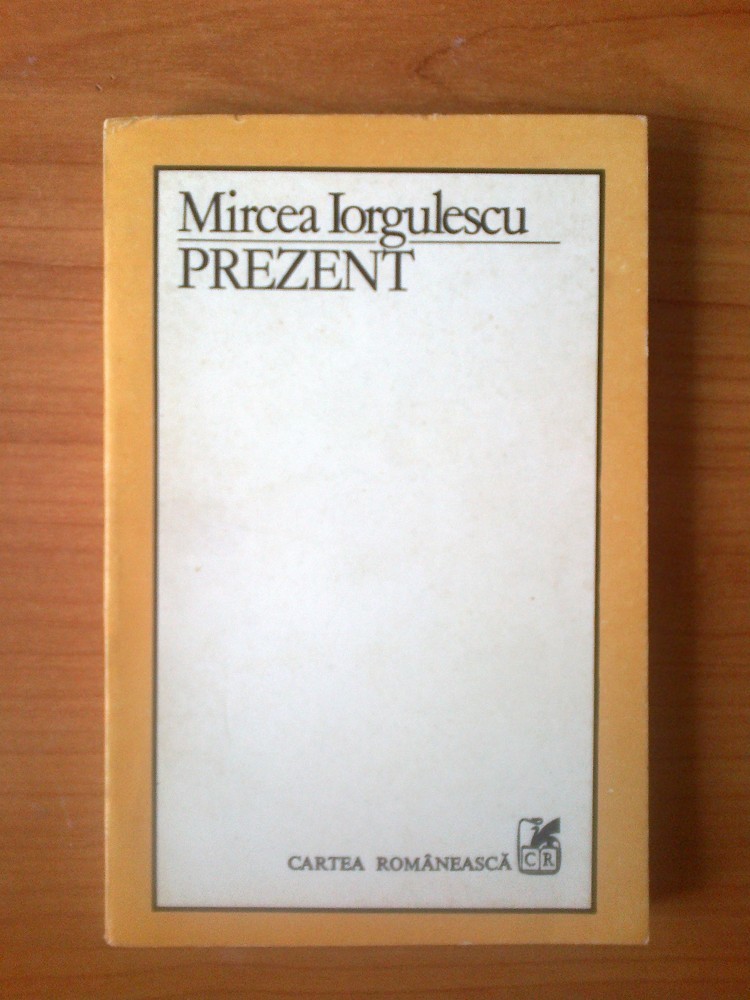 Mircea Iorgulescu
PREZENT
CARTEA ROMÂNEASCĂ
CR